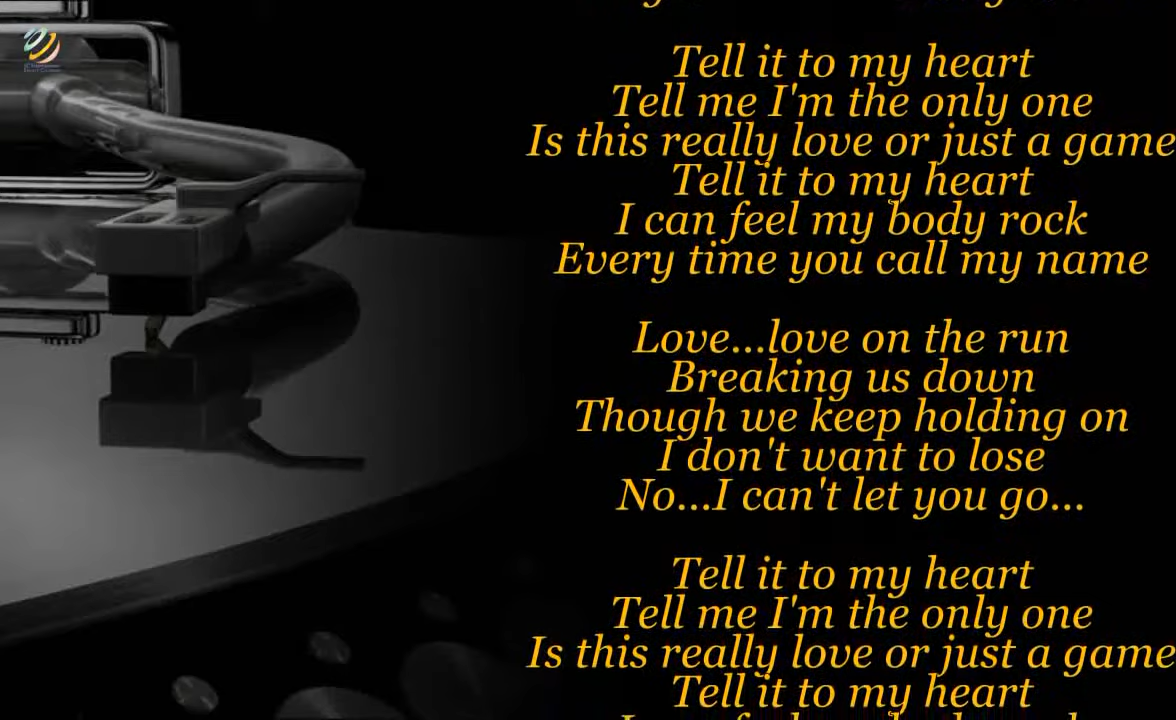 Tell it to my heart
Tell me I'm the only one
Is this really love or just a game
Tell it to my heart
I can feel my body rock
Every time you call my name
Love...love on the run
Breaking us down
Though we keep holding on
I don't want to lose
No...I can't let you go...
Tell it to my heart
Tell me I'm the only one
Is this really love or just a game
Tell it to my heart